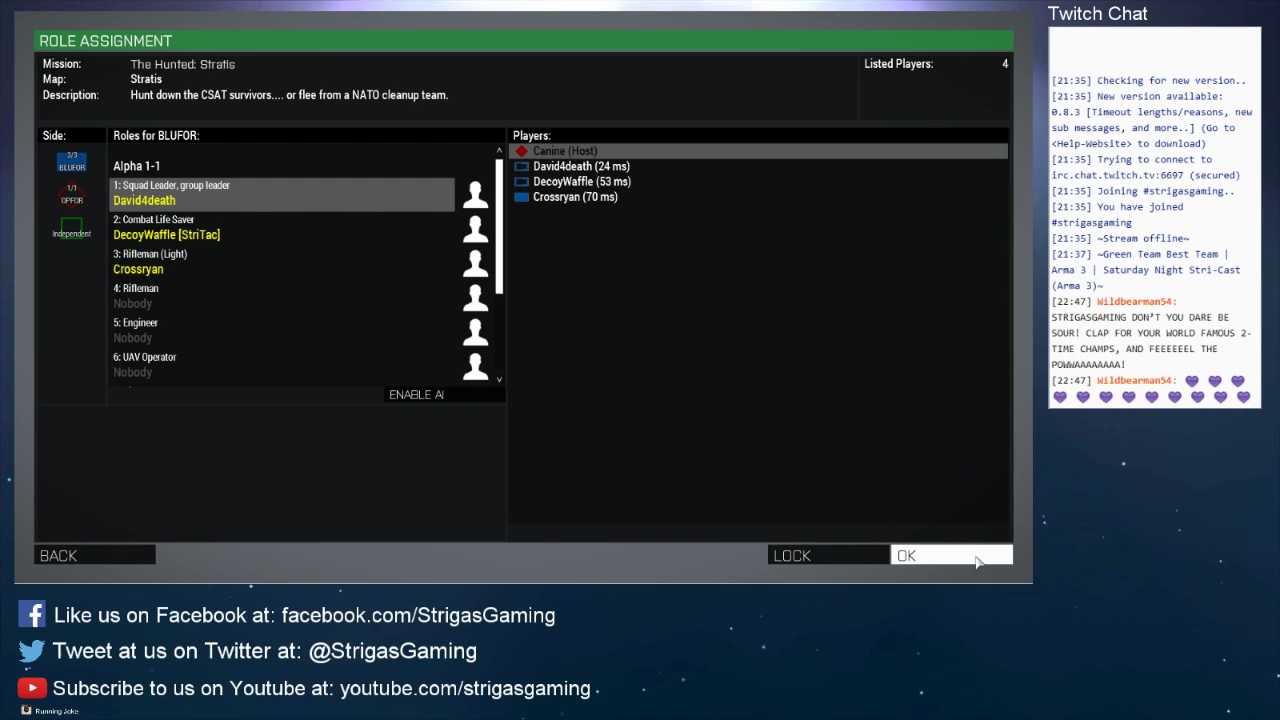 Twitch Chat
ROLE ASSIGNMENT
Mission: The Hunted: Stratis
Listed Players: 4
Map: Stratis
Description: Hunt down the CSAT survivors.... or flee from a NATO cleanup team.
Side:
3/3
BLUFOR
1/1
OPFOR
Independent
Roles for BLUFOR:
Alpha 1-1
1: Squad Leader, group leader
David4death
2: Combat Life Saver
DecoyWaffle [StriTac]
3: Rifleman (Light)
Crossryan
4: Rifleman
Nobody
5: Engineer
Nobody
6: UAV Operator
Nobody
ENABLE AI
Players:
Canine (Host)
David4death (24 ms)
DecoyWaffle (53 ms)
Crossryan (70 ms)
BACK
LOCK
OK
[21:35] Checking for new version..
[21:35] New version available:
0.8.3 [Timeout lengths/reasons, new
sub messages, and more..] (Go to
<Help-Website> to download)
[21:35] Trying to connect to
irc.chat.twitch.tv:6697 (secured)
[21:35] Joining #strigasgaming..
[21:35] You have joined
#strigasgaming
[21:35] ~Stream offline~
[21:37] ~Green Team Best Team |
Arma 3 | Saturday Night Stri-Cast
(Arma 3)~
[22:47] Wildbearman54:
STRIGASGAMING DON'T YOU DARE BE
SOUR! CLAP FOR YOUR WORLD FAMOUS 2-
TIME CHAMPS, AND FEEEEEEL THE
POWWAAAAAAA!
[22:47] Wildbearman54: 💜 💜 💜
💜 💜 💜 💜 💜 💜 💜 💜 💜
Like us on Facebook at: facebook.com/StrigasGaming
Tweet at us on Twitter at: @StrigasGaming
Subscribe to us on Youtube at: youtube.com/strigasgaming
Running Joke